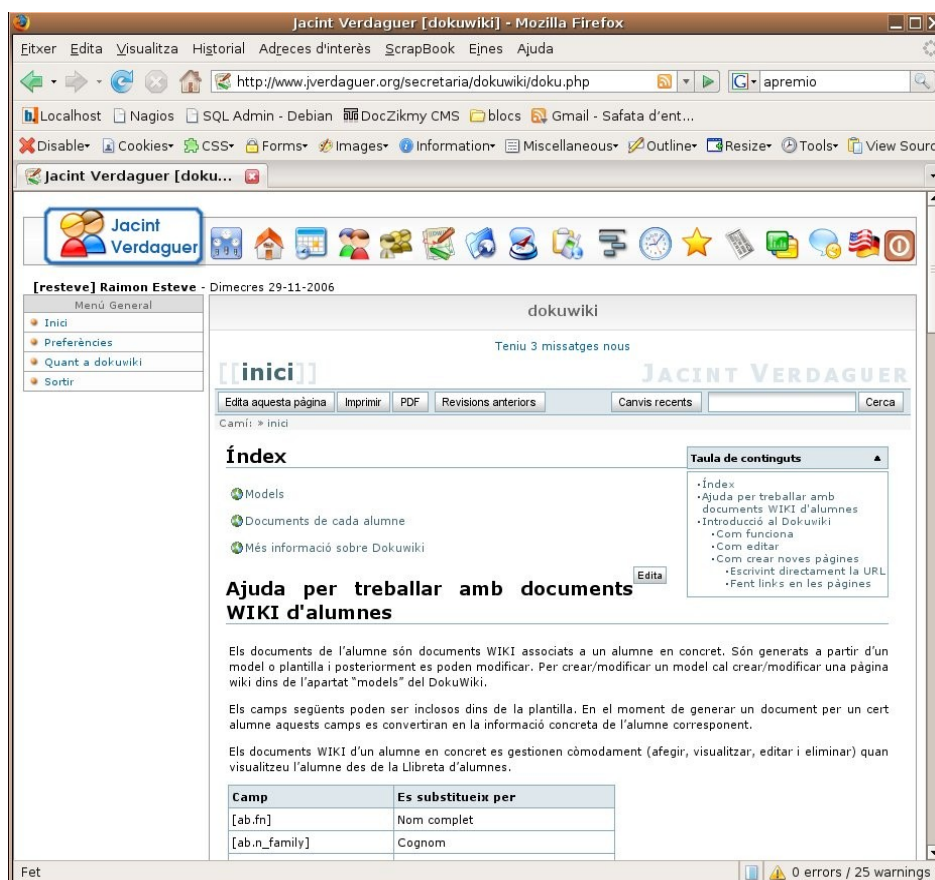 Jacint Verdaguer [dokuwiki] - Mozilla Firefox
Fitxer Edita Visualitza Historial Adreces d'interès ScrapBook Eines Ajuda
http://www.jverdaguer.org/secretaria/dokuwiki/doku.php G apremio
Localhost Nagios SQL Admin - Debian DocZikmy CMS blocs Gmail - Safata d'ent...
Disable Cookies CSS Forms Images Information Miscellaneous Outline Resize Tools View Sourc
Jacint Verdaguer [doku...
Jacint
Verdaguer
[resteve] Raimon Esteve - Dimecres 29-11-2006
Menú General
Inici
Preferències
Quant a dokuwiki
Sortir
dokuwiki
Teniu 3 missatges nous
[[inici]] JACINT VERDAGUER
Edita aquesta pàgina Imprimir PDF Revisions anteriors Canvis recents Cerca
Camí: » inici
Índex
Models
Documents de cada alumne
Més informació sobre Dokuwiki
Taula de continguts
Índex
Ajuda per treballar amb
documents WIKI d'alumnes
Introducció al Dokuwiki
Com funciona
Com editar
Com crear noves pàgines
Escrivint directament la URL
Fent links en les pàgines
Edita
Ajuda per treballar amb documents
WIKI d'alumnes
Els documents de l'alumne són documents WIKI associats a un alumne en concret. Són generats a partir d'un
model o plantilla i posteriorment es poden modificar. Per crear/modificar un model cal crear/modificar una pàgina
wiki dins de l'apartat “models” del DokuWiki.
Els camps següents poden ser inclosos dins de la plantilla. En el moment de generar un document per un cert
alumne aquests camps es convertiran en la informació concreta de l'alumne corresponent.
Els documents WIKI d'un alumne en concret es gestionen còmodament (afegir, visualitzar, editar i eliminar) quan
visualitzeu l'alumne des de la Llibreta d'alumnes.
Camp Es substitueix per
[ab.fn] Nom complet
[ab.n_family] Cognom
Fet 0 errors / 25 warnings